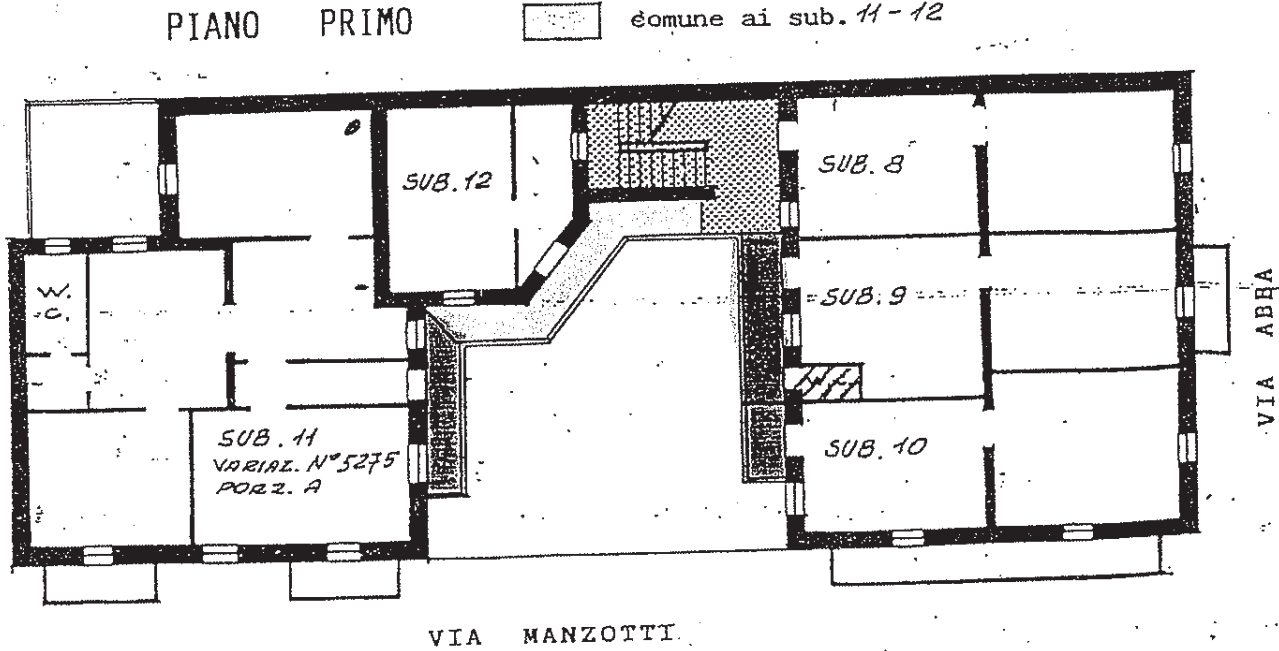 PIANO PRIMO
comune ai sub. 11-12
SUB. 12
SUB. 8
W.
C.
SUB. 9
W C
SUB. 11
VARIAZ. N° 5275
PORZ. A
SUB. 10
VIA ABBA
VIA MANZOTTI